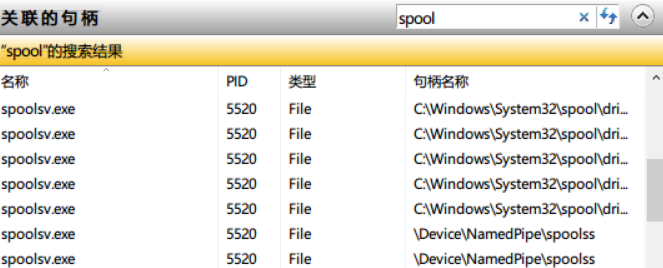 关联的句柄 spool
“spool”的搜索结果
名称 PID 类型 句柄名称
spoolsv.exe 5520 File C:\Windows\System32\spool\dri...
spoolsv.exe 5520 File C:\Windows\System32\spool\dri...
spoolsv.exe 5520 File C:\Windows\System32\spool\dri...
spoolsv.exe 5520 File C:\Windows\System32\spool\dri...
spoolsv.exe 5520 File C:\Windows\System32\spool\dri...
spoolsv.exe 5520 File \Device\NamedPipe\spoolss
spoolsv.exe 5520 File \Device\NamedPipe\spoolss